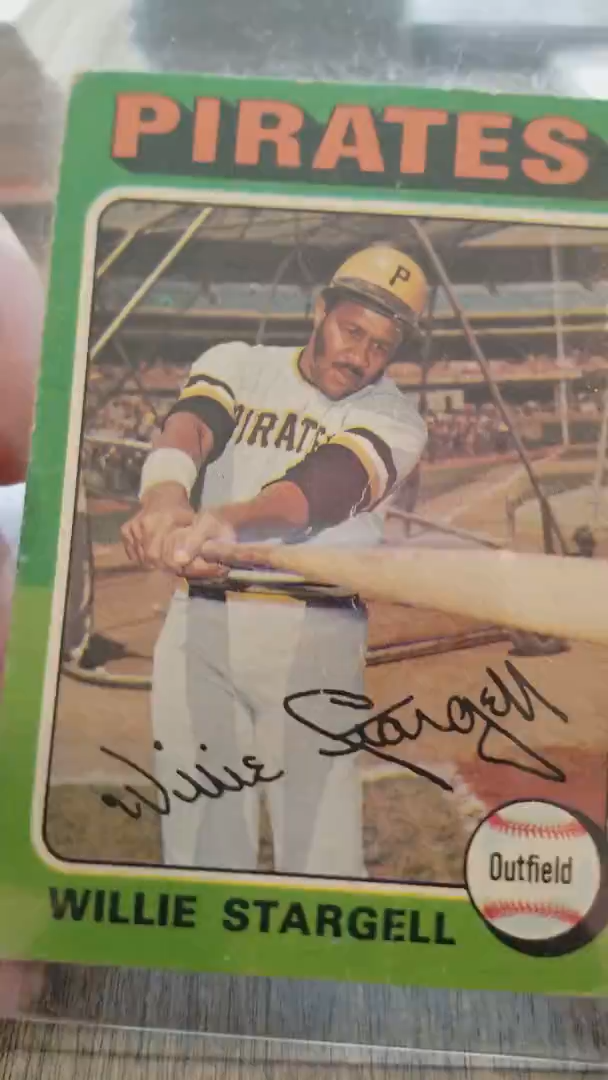 PIRATES
P
PIRATES
Willie Stargell
Outfield
WILLIE STARGELL